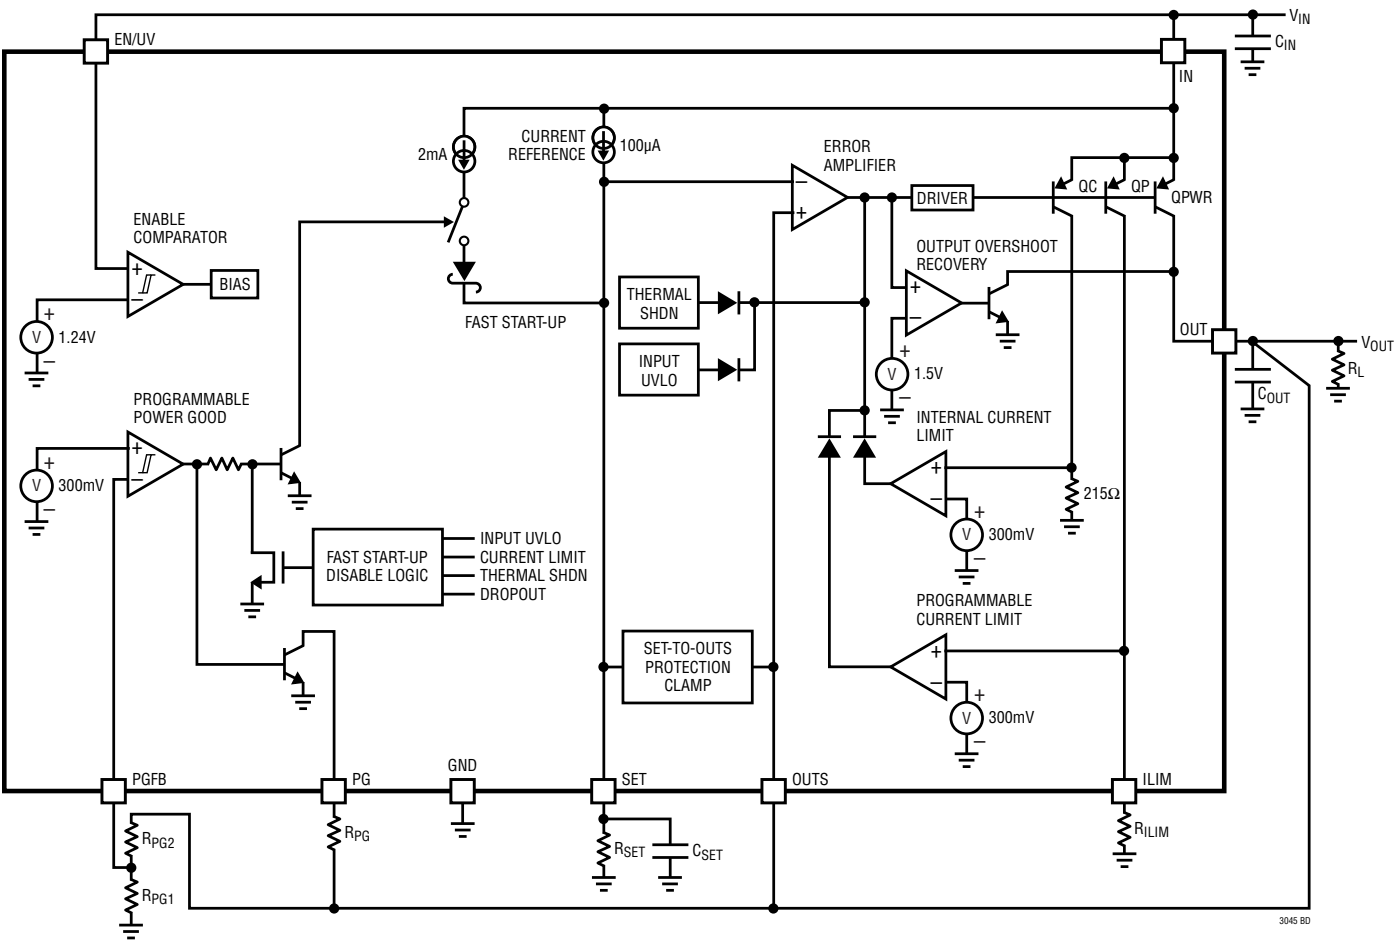 VIN
EN/UV
CIN
IN
2mA
CURRENT
REFERENCE
100µA
ERROR
AMPLIFIER
–
+
DRIVER
QC
QP
QPWR
ENABLE
COMPARATOR
+
–
BIAS
+
V
1.24V
–
FAST START-UP
THERMAL
SHDN
INPUT
UVLO
OUTPUT OVERSHOOT
RECOVERY
+
–
+
V
1.5V
–
OUT
VOUT
RL
COUT
PROGRAMMABLE
POWER GOOD
+
–
+
V
300mV
–
INTERNAL CURRENT
LIMIT
+
–
215Ω
+
V
300mV
–
FAST START-UP
DISABLE LOGIC
INPUT UVLO
CURRENT LIMIT
THERMAL SHDN
DROPOUT
PROGRAMMABLE
CURRENT LIMIT
+
–
+
V
300mV
–
SET-TO-OUTS
PROTECTION
CLAMP
PGFB
PG
GND
SET
OUTS
ILIM
RPG2
RPG1
RPG
RSET
CSET
RILIM
3045 BD